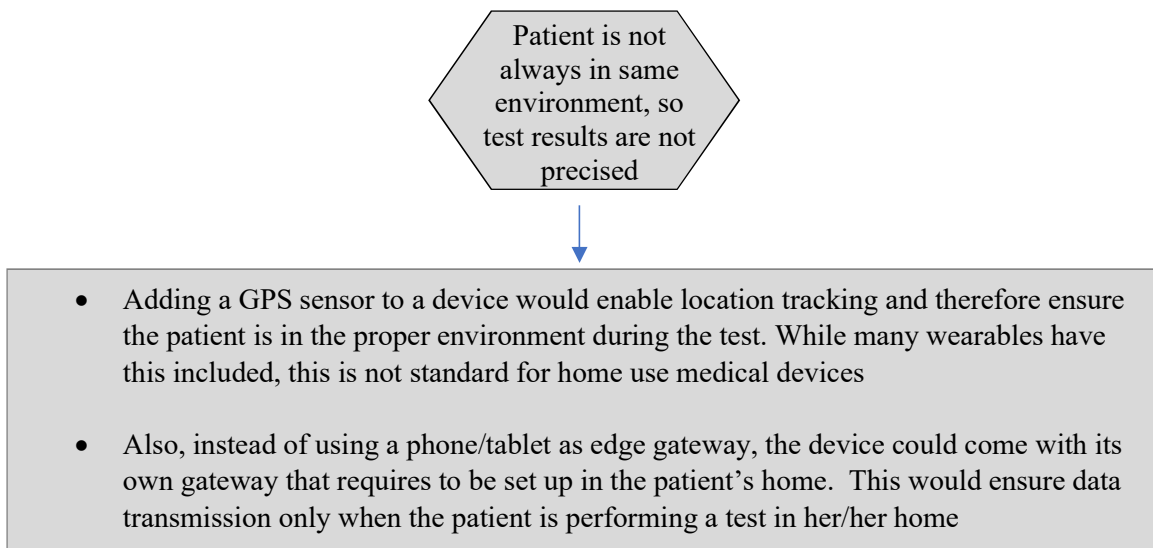 Patient is not
always in same
environment, so
test results are not
precised
• Adding a GPS sensor to a device would enable location tracking and therefore ensure
the patient is in the proper environment during the test. While many wearables have
this included, this is not standard for home use medical devices
• Also, instead of using a phone/tablet as edge gateway, the device could come with its
own gateway that requires to be set up in the patient’s home.  This would ensure data
transmission only when the patient is performing a test in her/her home